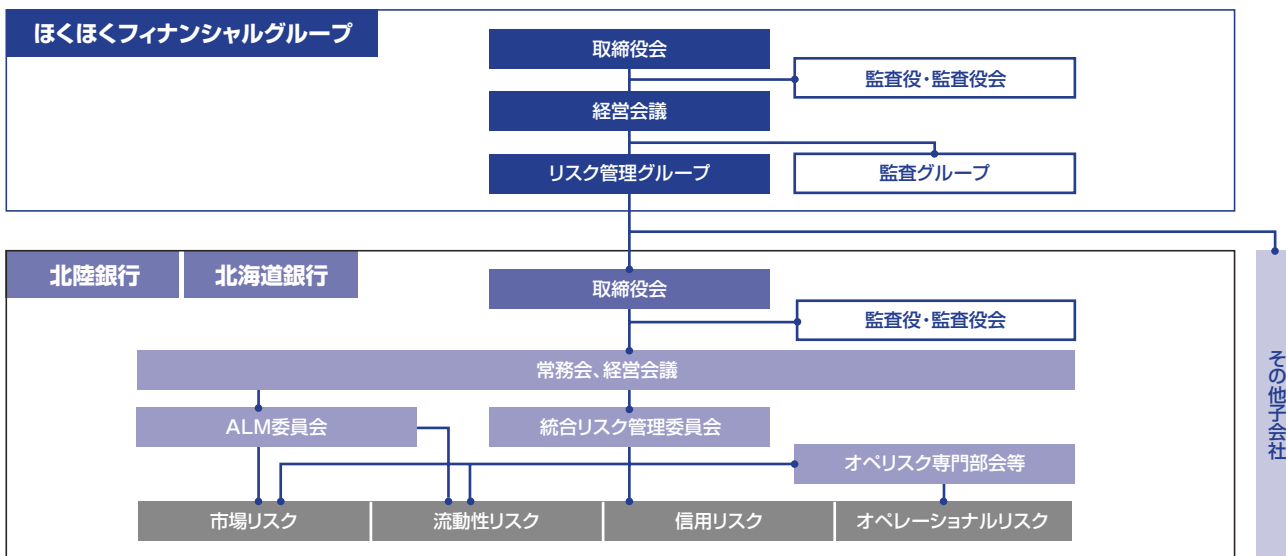 ほくほくフィナンシャルグループ
取締役会
監査役・監査役会
経営会議
リスク管理グループ
監査グループ
北陸銀行
北海道銀行
取締役会
監査役・監査役会
常務会、経営会議
ALM委員会
統合リスク管理委員会
オペリスク専門部会等
市場リスク
流動性リスク
信用リスク
オペレーショナルリスク
その他子会社